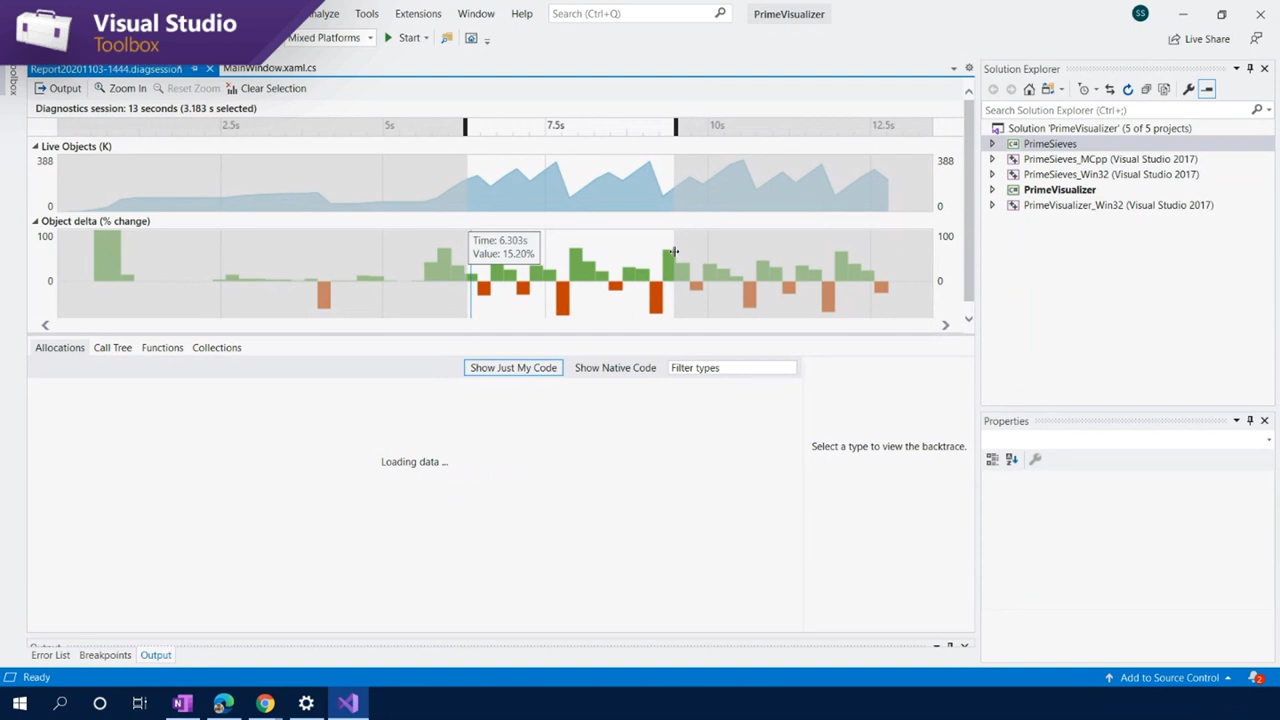 Visual Studio
Toolbox
Tools Extensions Window Help Search (Ctrl+Q) PrimeVisualizer SS
Mixed Platforms Start Live Share
Report20201103-1444.diagsession MainWindow.xaml.cs
Output Zoom In Reset Zoom Clear Selection
Diagnostics session: 13 seconds (3.183 s selected)
2.5s 5s 7.5s 10s 12.5s
Live Objects (K)
388 388
0 0
Object delta (% change)
100 100
Time: 6.303s
Value: 15.20%
0 0
Allocations Call Tree Functions Collections
Show Just My Code Show Native Code Filter types
Loading data ...
Select a type to view the backtrace.
Solution Explorer
Search Solution Explorer (Ctrl+;)
Solution 'PrimeVisualizer' (5 of 5 projects)
C# PrimeSieves
PrimeSieves_MCpp (Visual Studio 2017)
PrimeSieves_Win32 (Visual Studio 2017)
C# PrimeVisualizer
PrimeVisualizer_Win32 (Visual Studio 2017)
Properties
Error List Breakpoints Output
Ready Add to Source Control 2